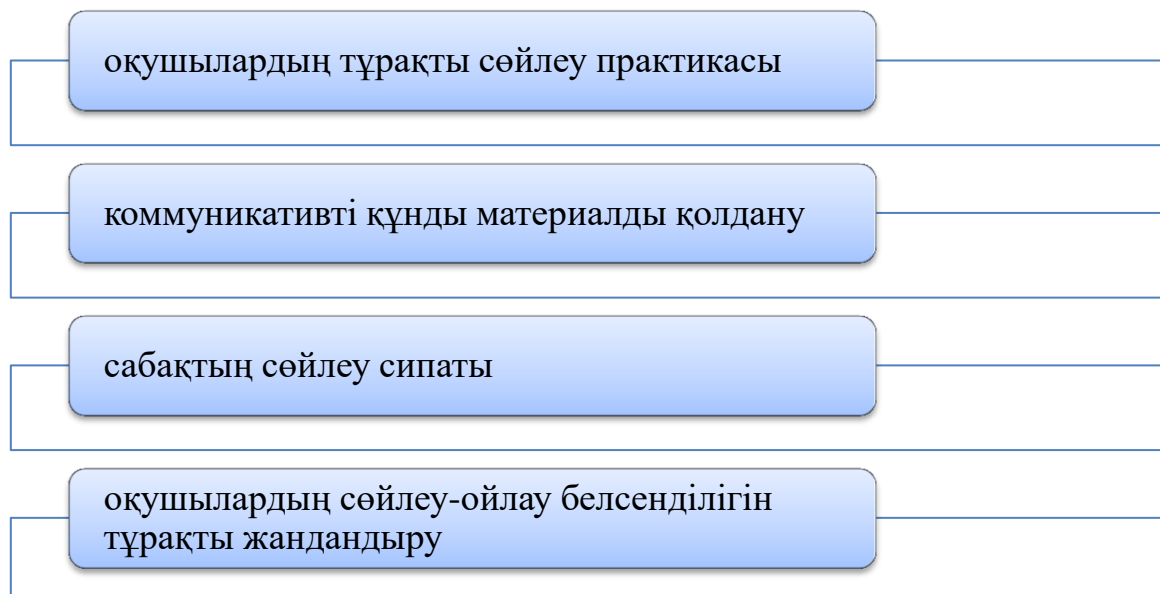 оқушылардың тұрақты сөйлеу практикасы
коммуникативті құнды материалды қолдану
сабақтың сөйлеу сипаты
оқушылардың сөйлеу-ойлау белсенділігін
тұрақты жандандыру